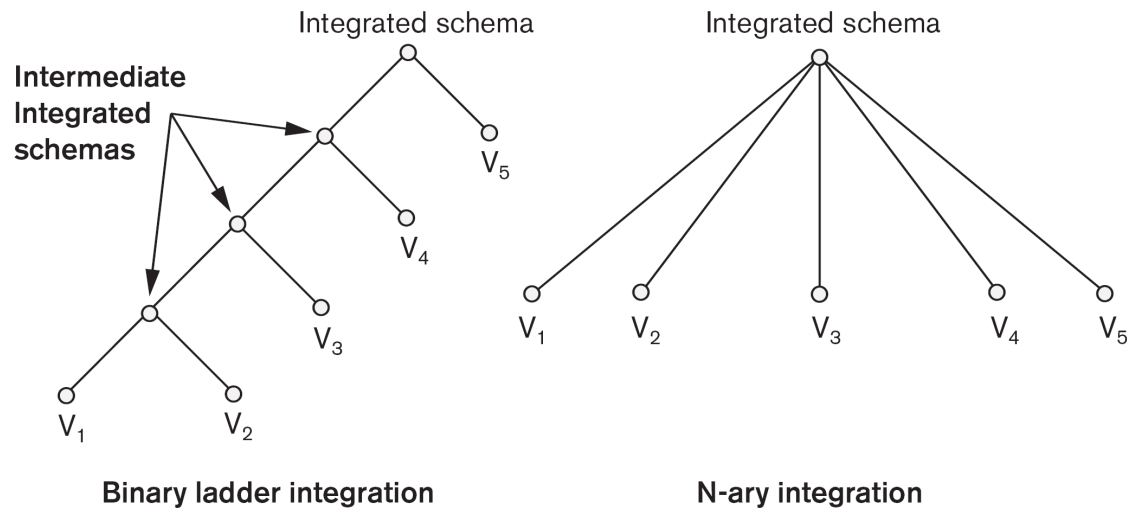 Integrated schema
Intermediate
Integrated
schemas
V5
V4
V3
V1
V2
Binary ladder integration
Integrated schema
V1
V2
V3
V4
V5
N-ary integration